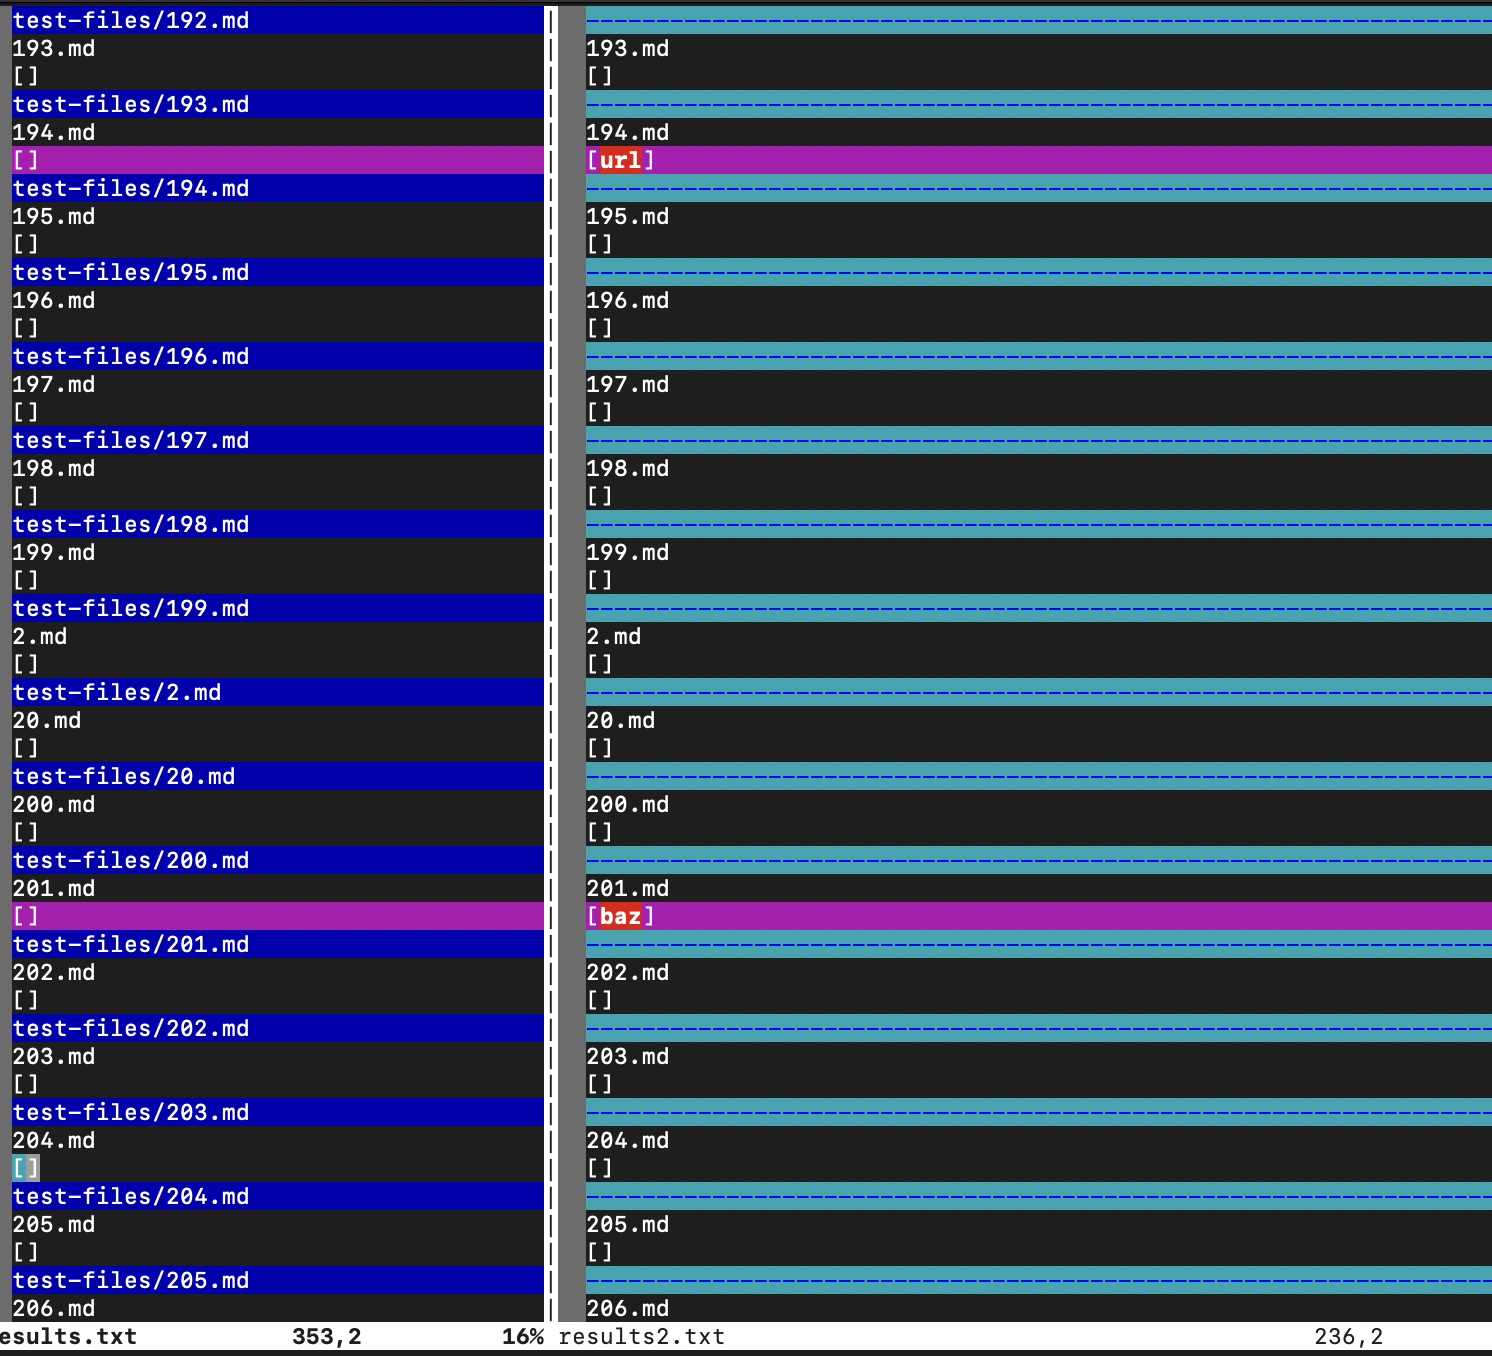 test-files/192.md
193.md
[]
test-files/193.md
194.md
[]
test-files/194.md
195.md
[]
test-files/195.md
196.md
[]
test-files/196.md
197.md
[]
test-files/197.md
198.md
[]
test-files/198.md
199.md
[]
test-files/199.md
2.md
[]
test-files/2.md
20.md
[]
test-files/20.md
200.md
[]
test-files/200.md
201.md
[]
test-files/201.md
202.md
[]
test-files/202.md
203.md
[]
test-files/203.md
204.md
[]
test-files/204.md
205.md
[]
test-files/205.md
206.md
esults.txt 353,2 16%
193.md
[]
194.md
[url]
195.md
[]
196.md
[]
197.md
[]
198.md
[]
199.md
[]
2.md
[]
20.md
[]
200.md
[]
201.md
[baz]
202.md
[]
203.md
[]
204.md
[]
205.md
[]
206.md
results2.txt 236,2